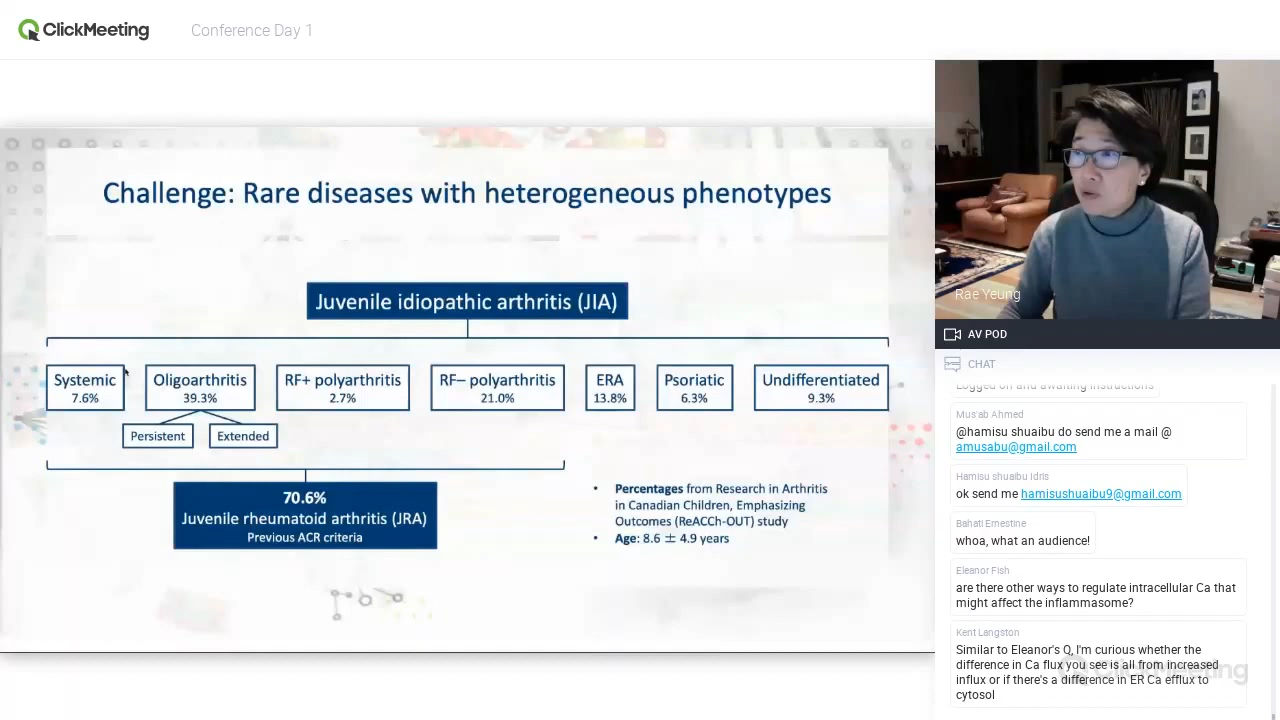 ClickMeeting
Conference Day 1
Challenge: Rare diseases with heterogeneous phenotypes
Juvenile idiopathic arthritis (JIA)
Systemic
7.6%
Oligoarthritis
39.3%
RF+ polyarthritis
2.7%
RF– polyarthritis
21.0%
ERA
13.8%
Psoriatic
6.3%
Undifferentiated
9.3%
Persistent
Extended
70.6%
Juvenile rheumatoid arthritis (JRA)
Previous ACR criteria
• Percentages from Research in Arthritis
in Canadian Children, Emphasizing
Outcomes (ReACCh-OUT) study
• Age: 8.6 ± 4.9 years
Rae Yeung
AV POD
CHAT
Logged on and awaiting instructions
Mus'ab Ahmed
@hamisu shuaibu do send me a mail @
amusabu@gmail.com
Hamisu shuaibu Idris
ok send me hamisushuaibu9@gmail.com
Bahati Ernestine
whoa, what an audience!
Eleanor Fish
are there other ways to regulate intracellular Ca that
might affect the inflammasome?
Kent Langston
Similar to Eleanor's Q, I'm curious whether the
difference in Ca flux you see is all from increased
influx or if there's a difference in ER Ca efflux to
cytosol
ClickMeeting